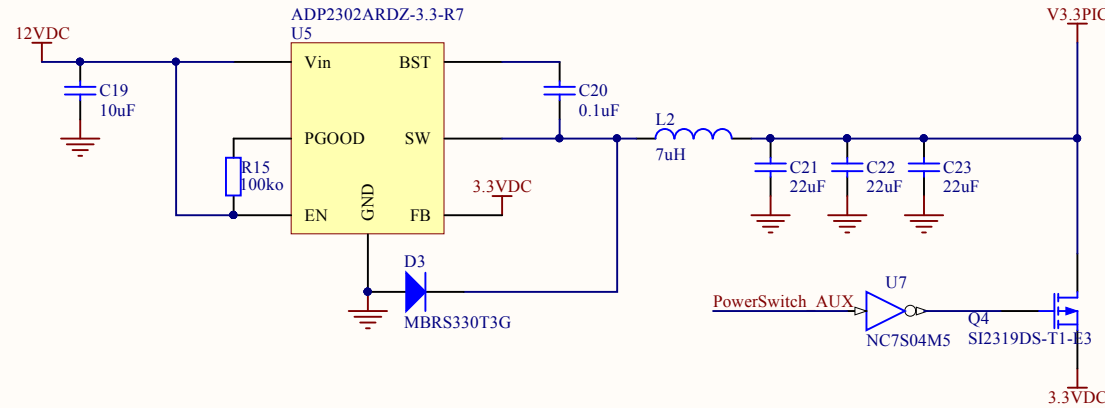 ADP2302ARDZ-3.3-R7
U5
12VDC
V3.3PIC
Vin
BST
C19
10uF
C20
0.1uF
PGOOD
SW
L2
7uH
R15
100ko
C21
22uF
C22
22uF
C23
22uF
3.3VDC
EN
GND
FB
D3
MBRS330T3G
U7
PowerSwitch_AUX
NC7S04M5
Q4
SI2319DS-T1-E3
3.3VDC